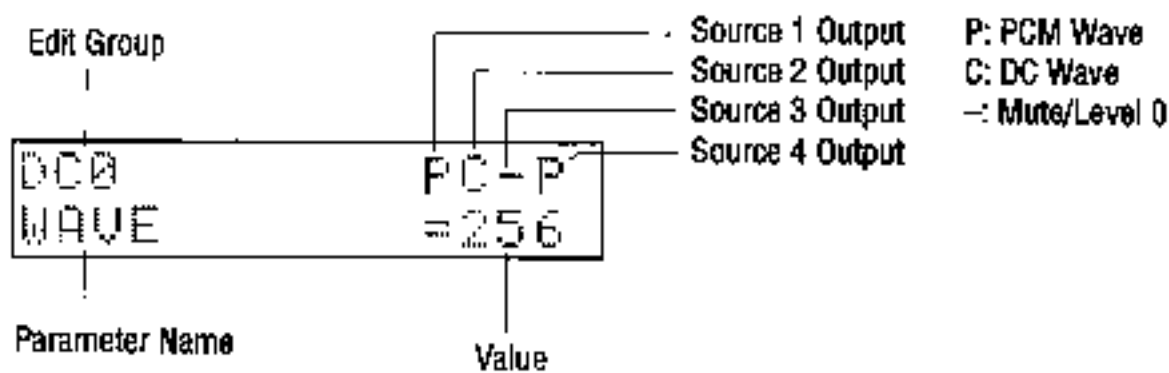 Edit Group
Source 1 Output P: PCM Wave
Source 2 Output C: DC Wave
Source 3 Output –: Mute/Level 0
Source 4 Output
DC0 PC-P
WAVE =256
Parameter Name
Value